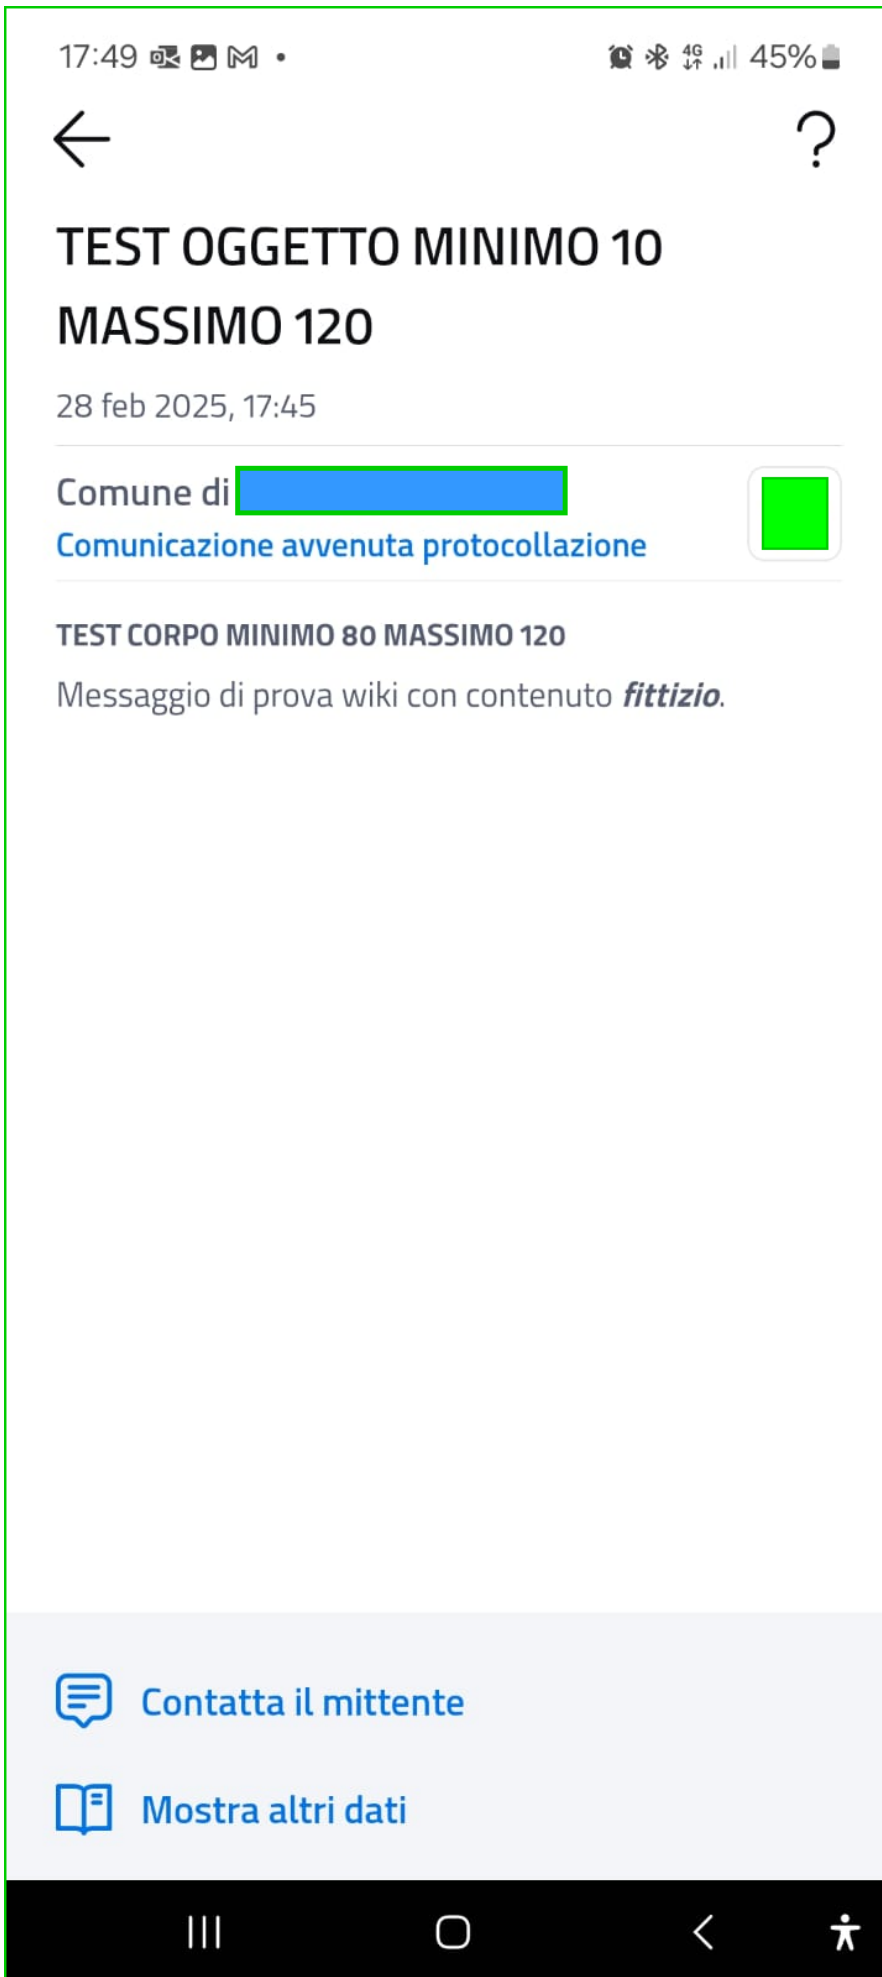 17:49 4G 45%
TEST OGGETTO MINIMO 10
MASSIMO 120
28 feb 2025, 17:45
Comune di
Comunicazione avvenuta protocollazione
TEST CORPO MINIMO 80 MASSIMO 120
Messaggio di prova wiki con contenuto fittizio.
Contatta il mittente
Mostra altri dati